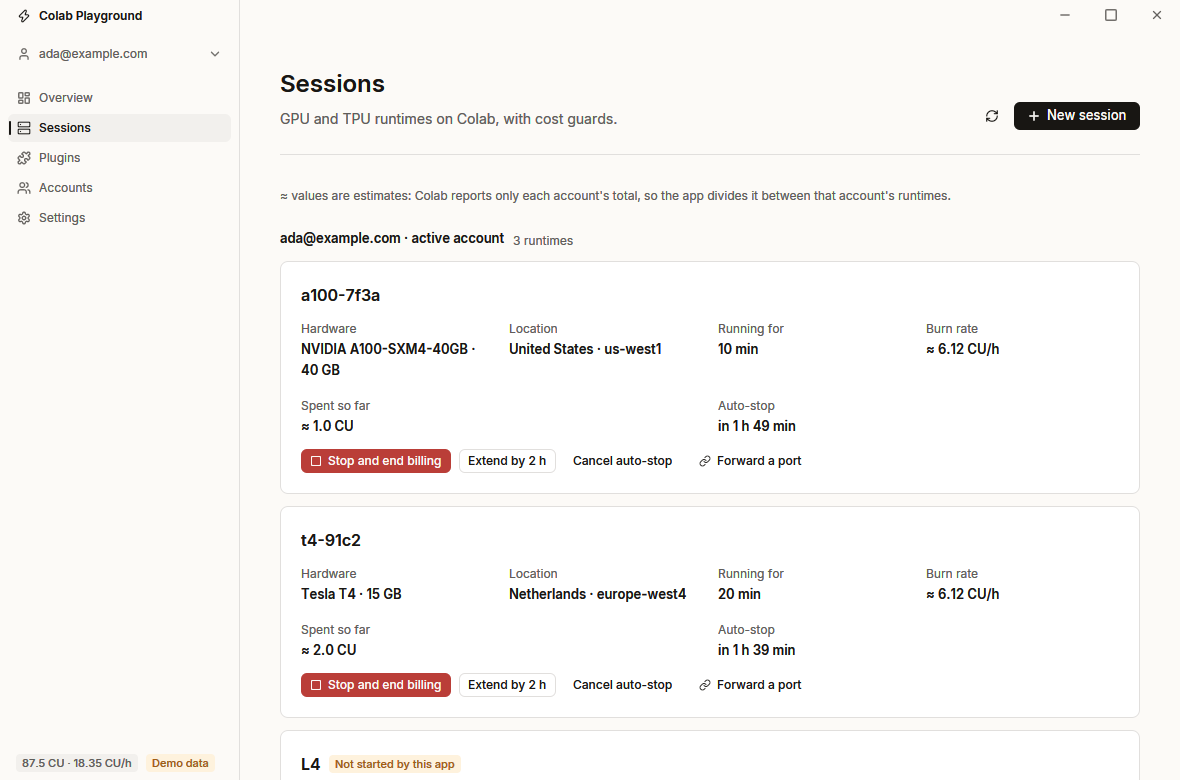 Colab Playground
ada@example.com
Overview
Sessions
Plugins
Accounts
Settings
87.5 CU · 18.35 CU/h
Demo data
Sessions
GPU and TPU runtimes on Colab, with cost guards.
New session
≈ values are estimates: Colab reports only each account's total, so the app divides it between that account's runtimes.
ada@example.com · active account 3 runtimes
a100-7f3a
Hardware Location Running for Burn rate
NVIDIA A100-SXM4-40GB · United States · us-west1 10 min ≈ 6.12 CU/h
40 GB
Spent so far Auto-stop
≈ 1.0 CU in 1 h 49 min
Stop and end billing Extend by 2 h Cancel auto-stop Forward a port
t4-91c2
Hardware Location Running for Burn rate
Tesla T4 · 15 GB Netherlands · europe-west4 20 min ≈ 6.12 CU/h
Spent so far Auto-stop
≈ 2.0 CU in 1 h 39 min
Stop and end billing Extend by 2 h Cancel auto-stop Forward a port
L4 Not started by this app